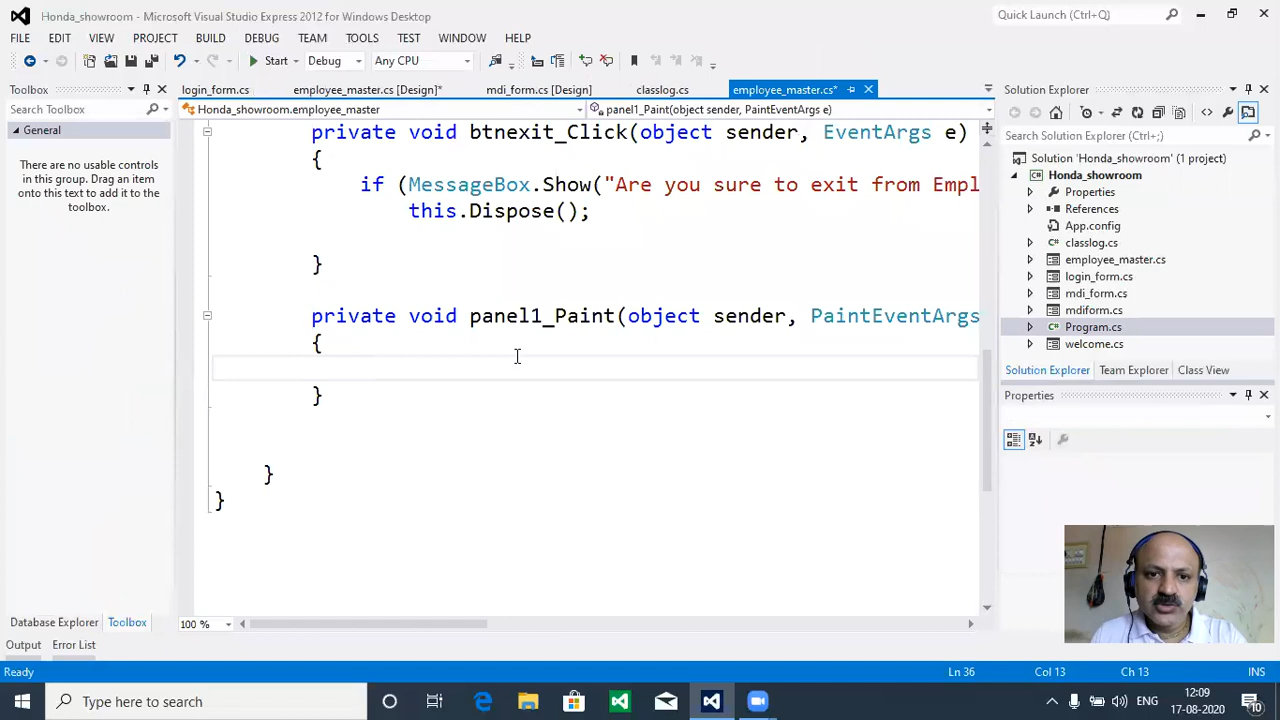 Honda_showroom - Microsoft Visual Studio Express 2012 for Windows Desktop
Quick Launch (Ctrl+Q)
FILE EDIT VIEW PROJECT BUILD DEBUG TEAM TOOLS TEST WINDOW HELP
Start Debug Any CPU
Toolbox
login_form.cs employee_master.cs [Design]* mdi_form.cs [Design] classlog.cs employee_master.cs*
Solution Explorer
Search Toolbox
Honda_showroom.employee_master
panel1_Paint(object sender, PaintEventArgs e)
General
There are no usable controls
in this group. Drag an item
onto this text to add it to the
toolbox.
private void btnexit_Click(object sender, EventArgs e)
{
if (MessageBox.Show("Are you sure to exit from Empl
this.Dispose();
}
private void panel1_Paint(object sender, PaintEventArgs
{
}
}
}
Search Solution Explorer (Ctrl+;)
Solution 'Honda_showroom' (1 project)
Honda_showroom
Properties
References
App.config
classlog.cs
employee_master.cs
login_form.cs
mdi_form.cs
mdiform.cs
Program.cs
welcome.cs
Solution Explorer Team Explorer Class View
Properties
100 %
Database Explorer Toolbox
Output Error List
Ready
Ln 36 Col 13 Ch 13 INS
Type here to search
ENG
12:09
17-08-2020
10